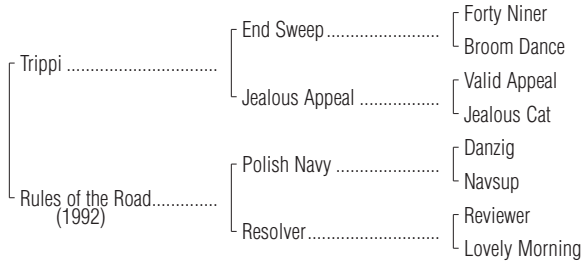 Forty Niner
End Sweep........................
Broom Dance
Trippi ................................
Valid Appeal
Jealous Appeal .................
Jealous Cat
Danzig
Polish Navy ......................
Navsup
Rules of the Road..............
(1992)
Reviewer
Resolver............................
Lovely Morning